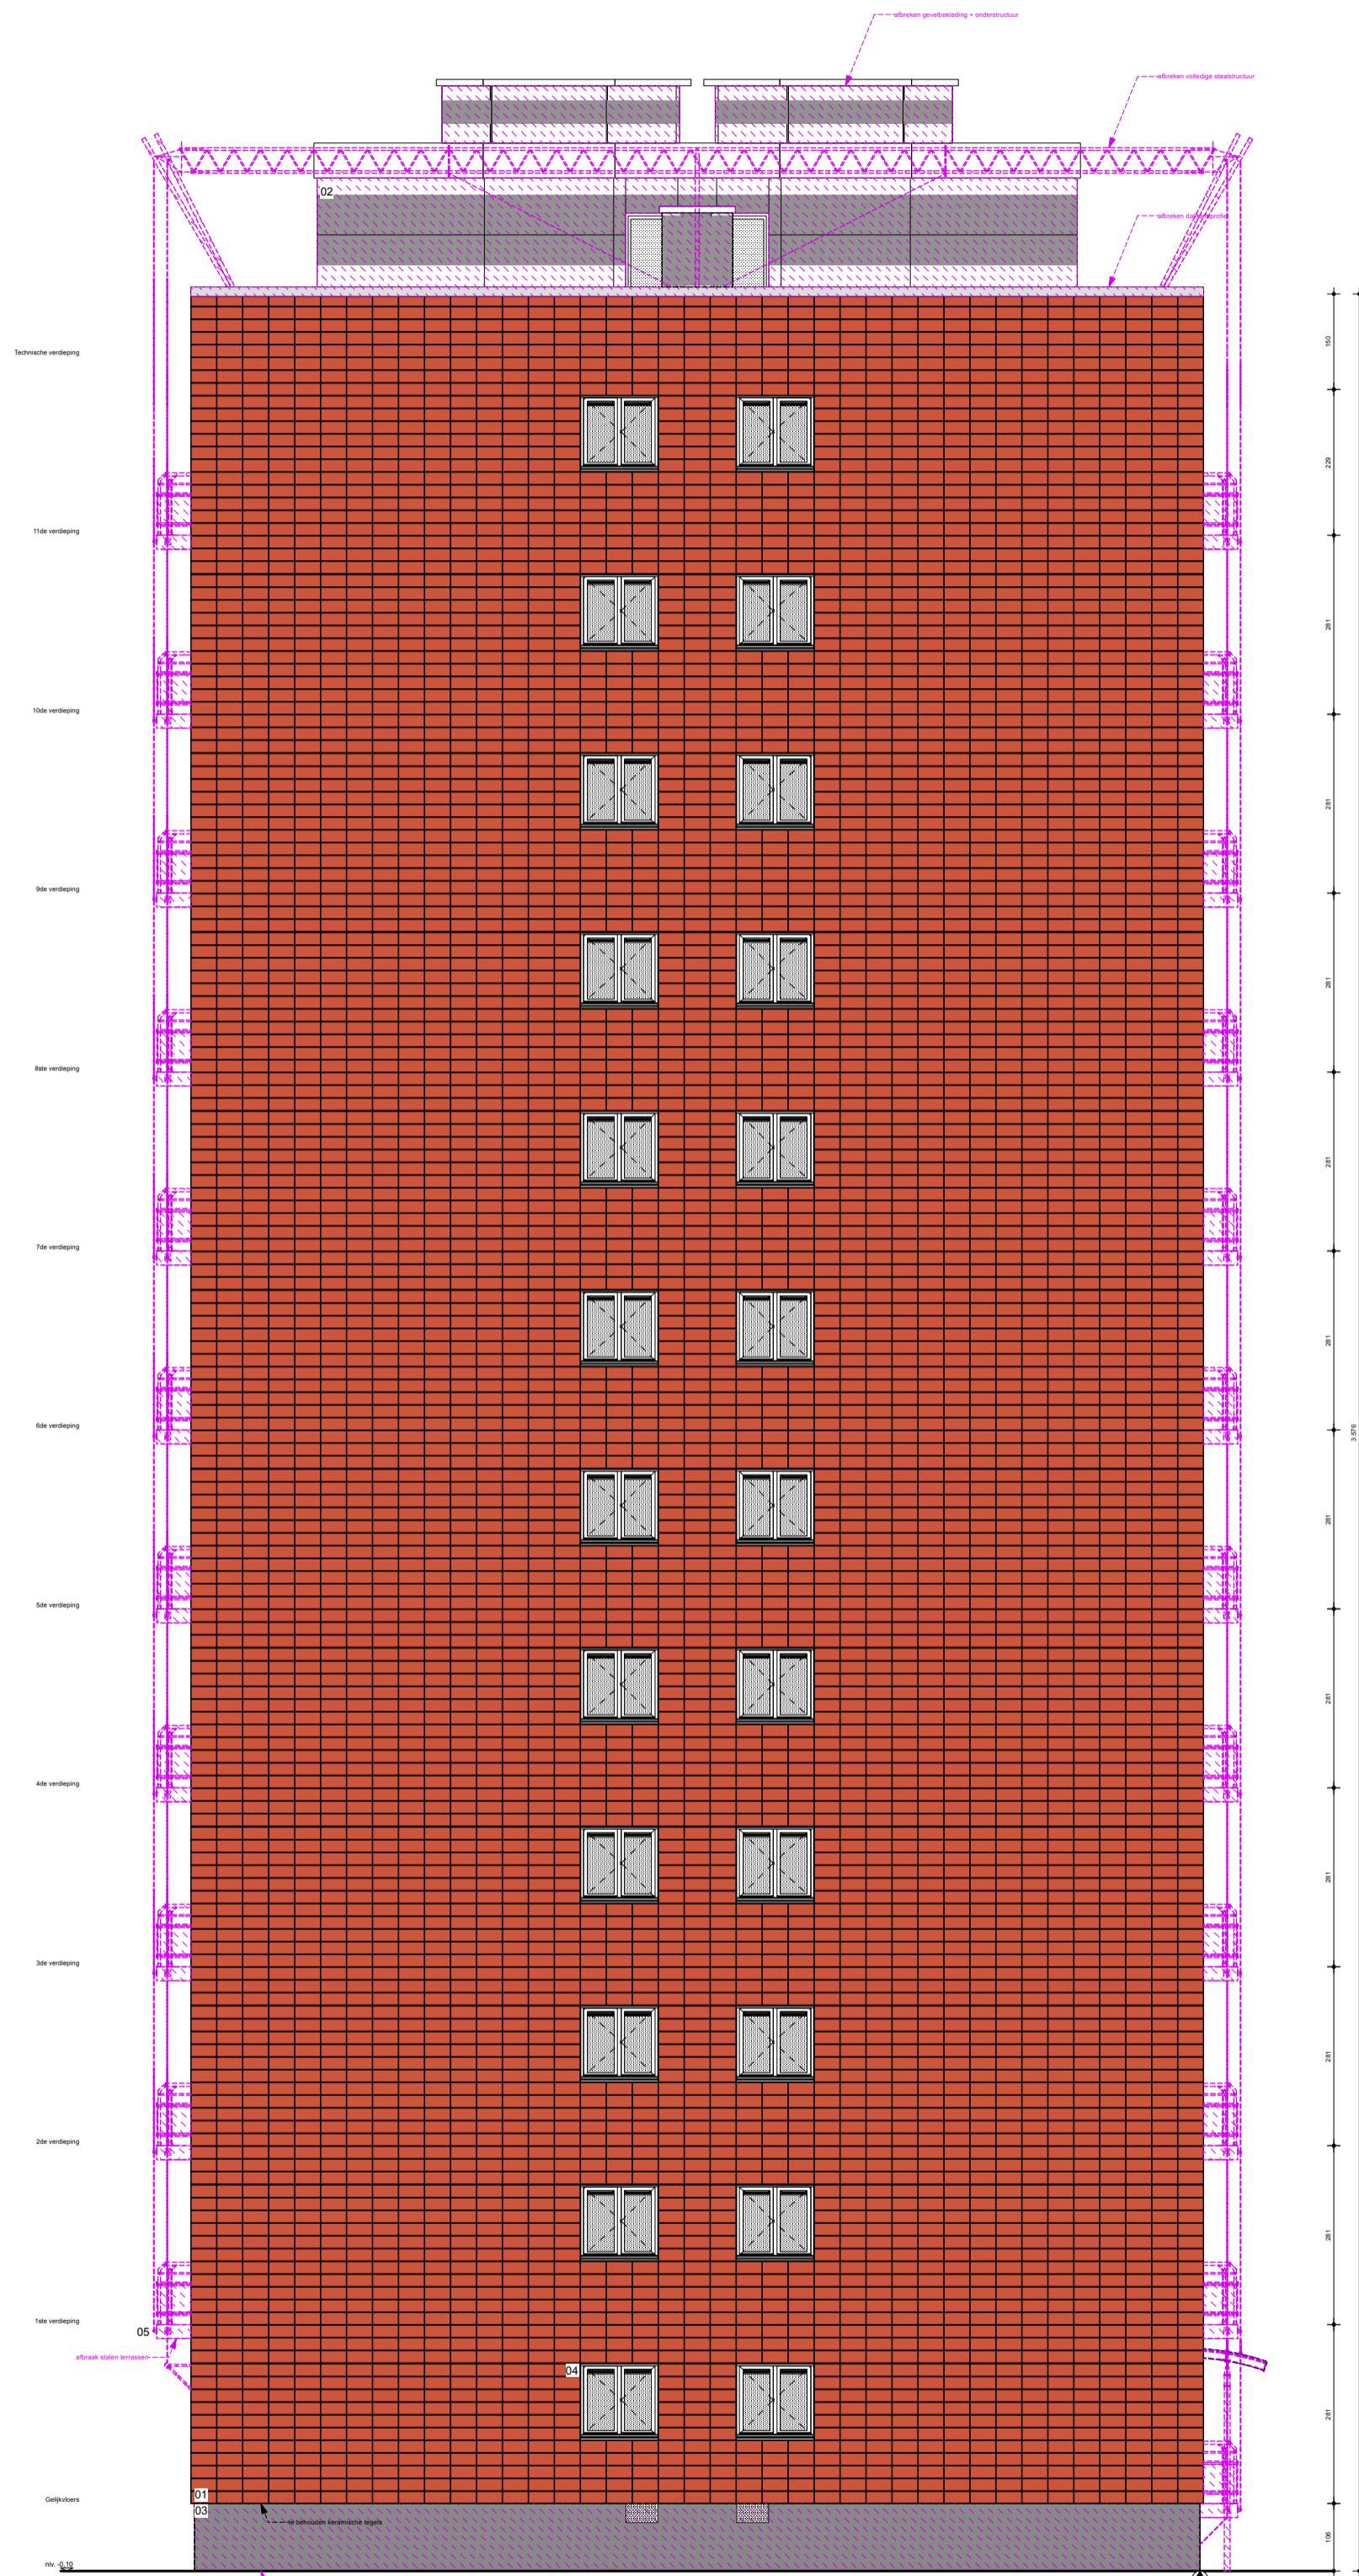 afbreken gevelbekleding + onderstructuur
afbreken volledige staalstructuur
02
afbreken
150
Technische verdieping
229
11de verdieping
281
10de verdieping
281
9de verdieping
281
8ste verdieping
281
7de verdieping
281
6de verdieping
3.576
281
5de verdieping
281
4de verdieping
281
3de verdieping
281
2de verdieping
281
1ste verdieping
05
afbraak stalen terrassen
04
281
01
Gelijkvloers
03
te behouden keramische tegels
106
niv. -0.10